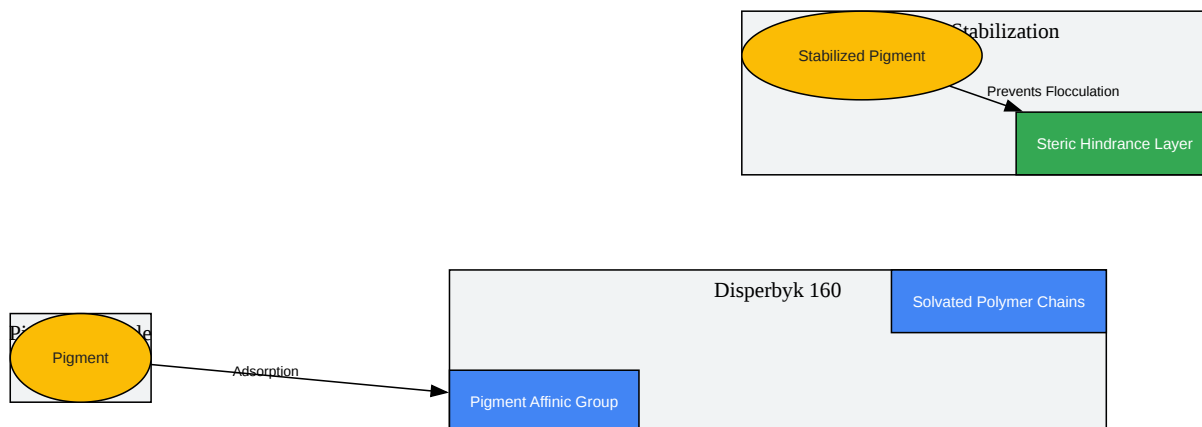 Stabilization
Stabilized Pigment
Prevents Flocculation
Steric Hindrance Layer
Disperbyk 160
Solvated Polymer Chains
Pigment
Adsorption
Pigment Affinic Group